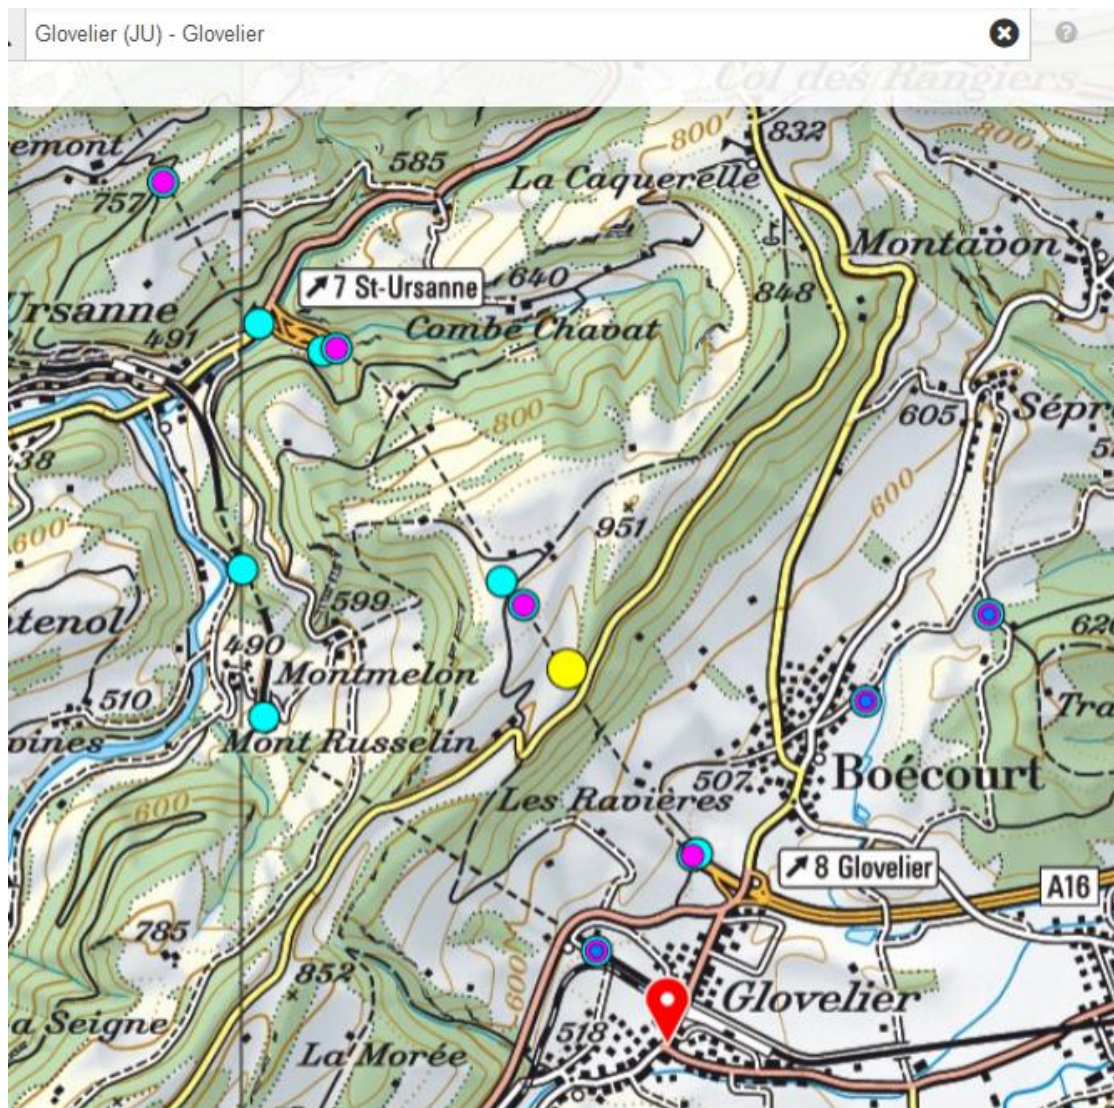 Glovelier (JU) - Glovelier
Col des Rangiers
emont
585
800
832
800
La Caquerelle
757
Montavon
7 St-Ursanne
640
848
Ursanne
491
Combe Chavat
605
Sépr
800
38
57
600
951
600
599
tenol
62
490
Montmelon
510
Tra
oines
Mont Russelin
507
Boécourt
Les Ravières
600
8 Glovelier
A16
785
852
600
Glovelier
a Seigne
518
La Morée